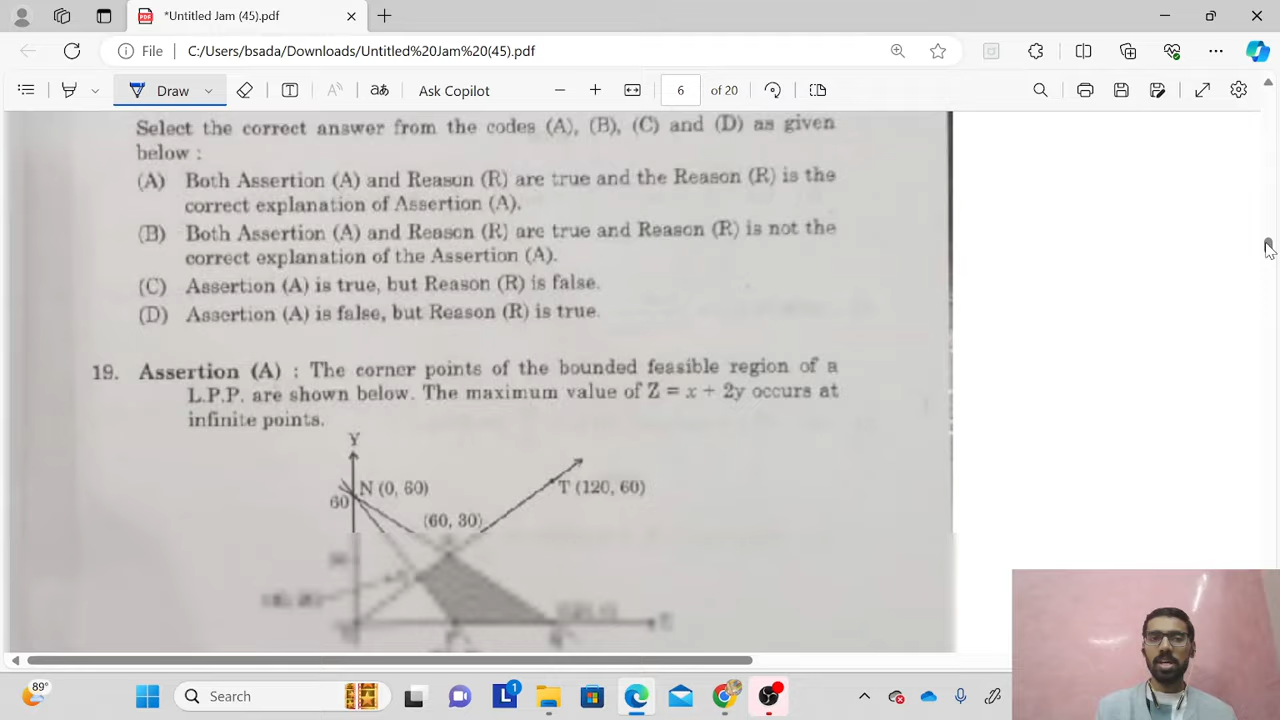 *Untitled Jam (45).pdf
File
C:/Users/bsada/Downloads/Untitled%20Jam%20(45).pdf
Draw
Ask Copilot
6 of 20
Select the correct answer from the codes (A), (B), (C) and (D) as given
below :
(A) Both Assertion (A) and Reason (R) are true and the Reason (R) is the
correct explanation of Assertion (A).
(B) Both Assertion (A) and Reason (R) are true and Reason (R) is not the
correct explanation of the Assertion (A).
(C) Assertion (A) is true, but Reason (R) is false.
(D) Assertion (A) is false, but Reason (R) is true.
19. Assertion (A) : The corner points of the bounded feasible region of a
L.P.P. are shown below. The maximum value of Z = x + 2y occurs at
infinite points.
Y
N (0, 60)
T (120, 60)
60
(60, 30)
89°
Search
1